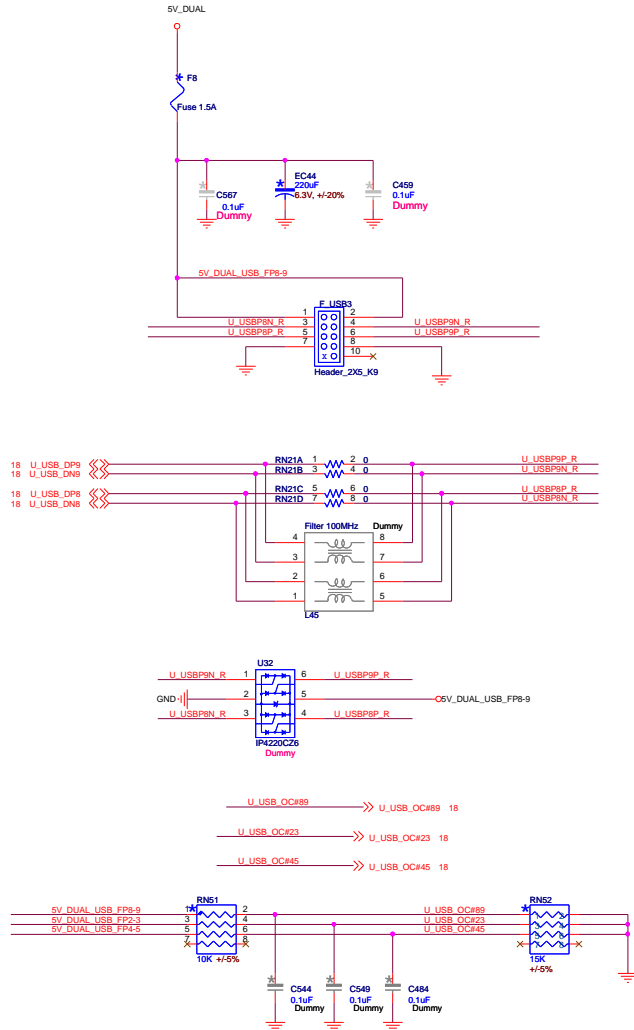 5V_DUAL
* F8
Fuse 1.5A
* C567
0.1uF
Dummy
* EC44
220uF
6.3V, +/-20%
* C459
0.1uF
Dummy
5V_DUAL_USB_FP8-9
F_USB3
1 2
U_USBP8N_R 3 4 U_USBP9N_R
U_USBP8P_R 5 6 U_USBP9P_R
7 8
x 10
Header_2X5_K9
18 U_USB_DP9 RN21A 1 2 0 U_USBP9P_R
18 U_USB_DN9 RN21B 3 4 0 U_USBP9N_R
18 U_USB_DP8 RN21C 5 6 0 U_USBP8P_R
18 U_USB_DN8 RN21D 7 8 0 U_USBP8N_R
Filter 100MHz Dummy
4 8
3 7
2 6
1 5
L45
U32
U_USBP9N_R 1 6 U_USBP9P_R
GND 2 5 5V_DUAL_USB_FP8-9
U_USBP8N_R 3 4 U_USBP8P_R
IP4220CZ6
Dummy
U_USB_OC#89 U_USB_OC#89 18
U_USB_OC#23 U_USB_OC#23 18
U_USB_OC#45 U_USB_OC#45 18
RN51 RN52
5V_DUAL_USB_FP8-9 1 * 2 U_USB_OC#89 *
5V_DUAL_USB_FP2-3 3 4 U_USB_OC#23
5V_DUAL_USB_FP4-5 5 6 U_USB_OC#45
7 8
10K +/-5%
15K
+/-5%
* C544
0.1uF
Dummy
* C549
0.1uF
Dummy
* C484
0.1uF
Dummy